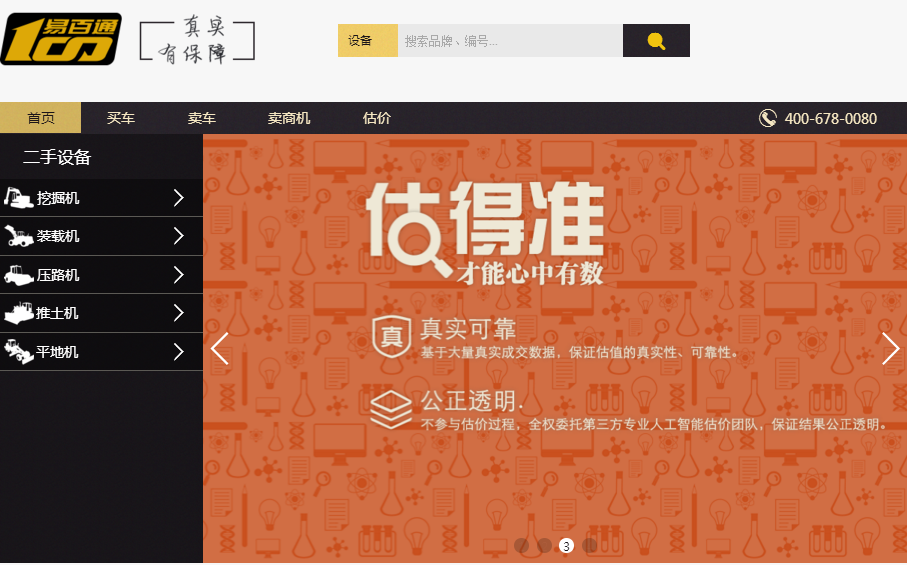 易百通
真实
有保障
设备
搜索品牌、编号...
首页 买车 卖车 卖商机 估价 400-678-0080
二手设备
挖掘机
装载机
压路机
推土机
平地机
估得准
才能心中有数
真 真实可靠
基于大量真实成交数据，保证估值的真实性、可靠性。
公正透明.
不参与估价过程，全权委托第三方专业人工智能估价团队，保证结果公正透明。
3